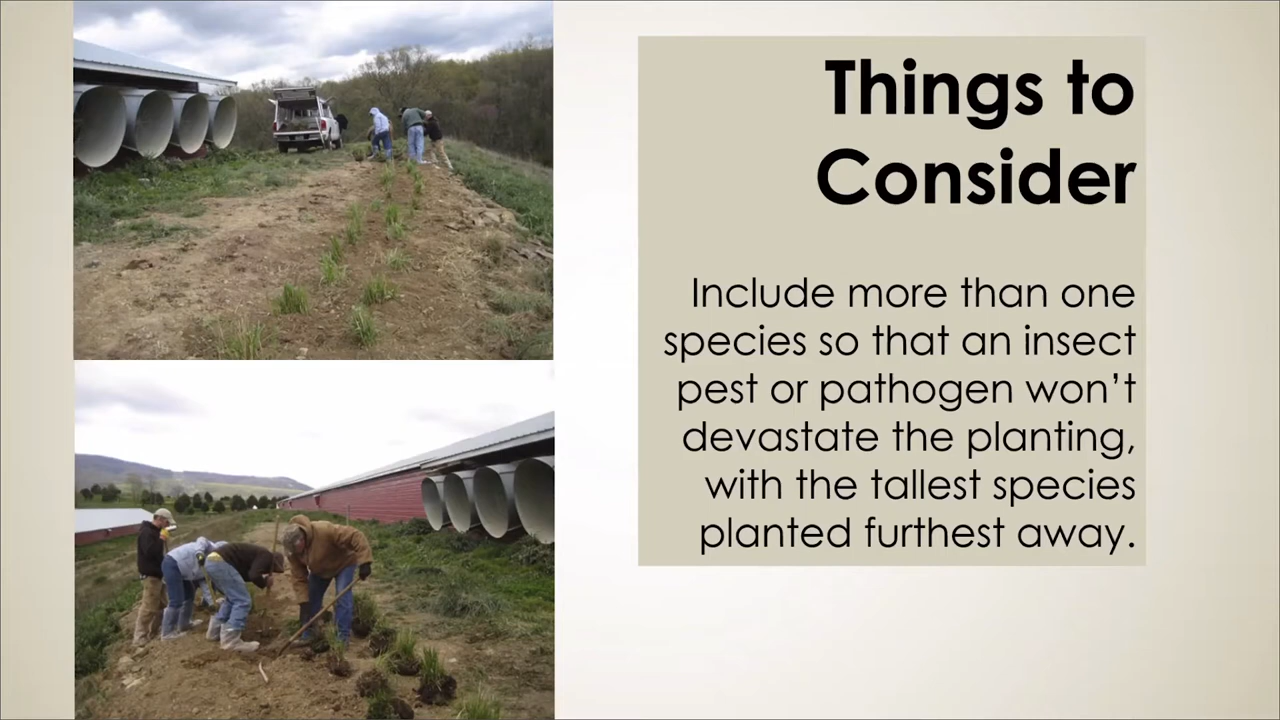 Things to
Consider
Include more than one
species so that an insect
pest or pathogen won’t
devastate the planting,
with the tallest species
planted furthest away.